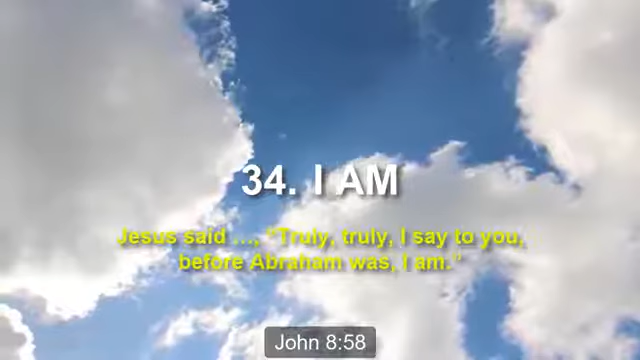 34. I AM
Jesus said …, “Truly, truly, I say to you,
before Abraham was, I am.”
John 8:58